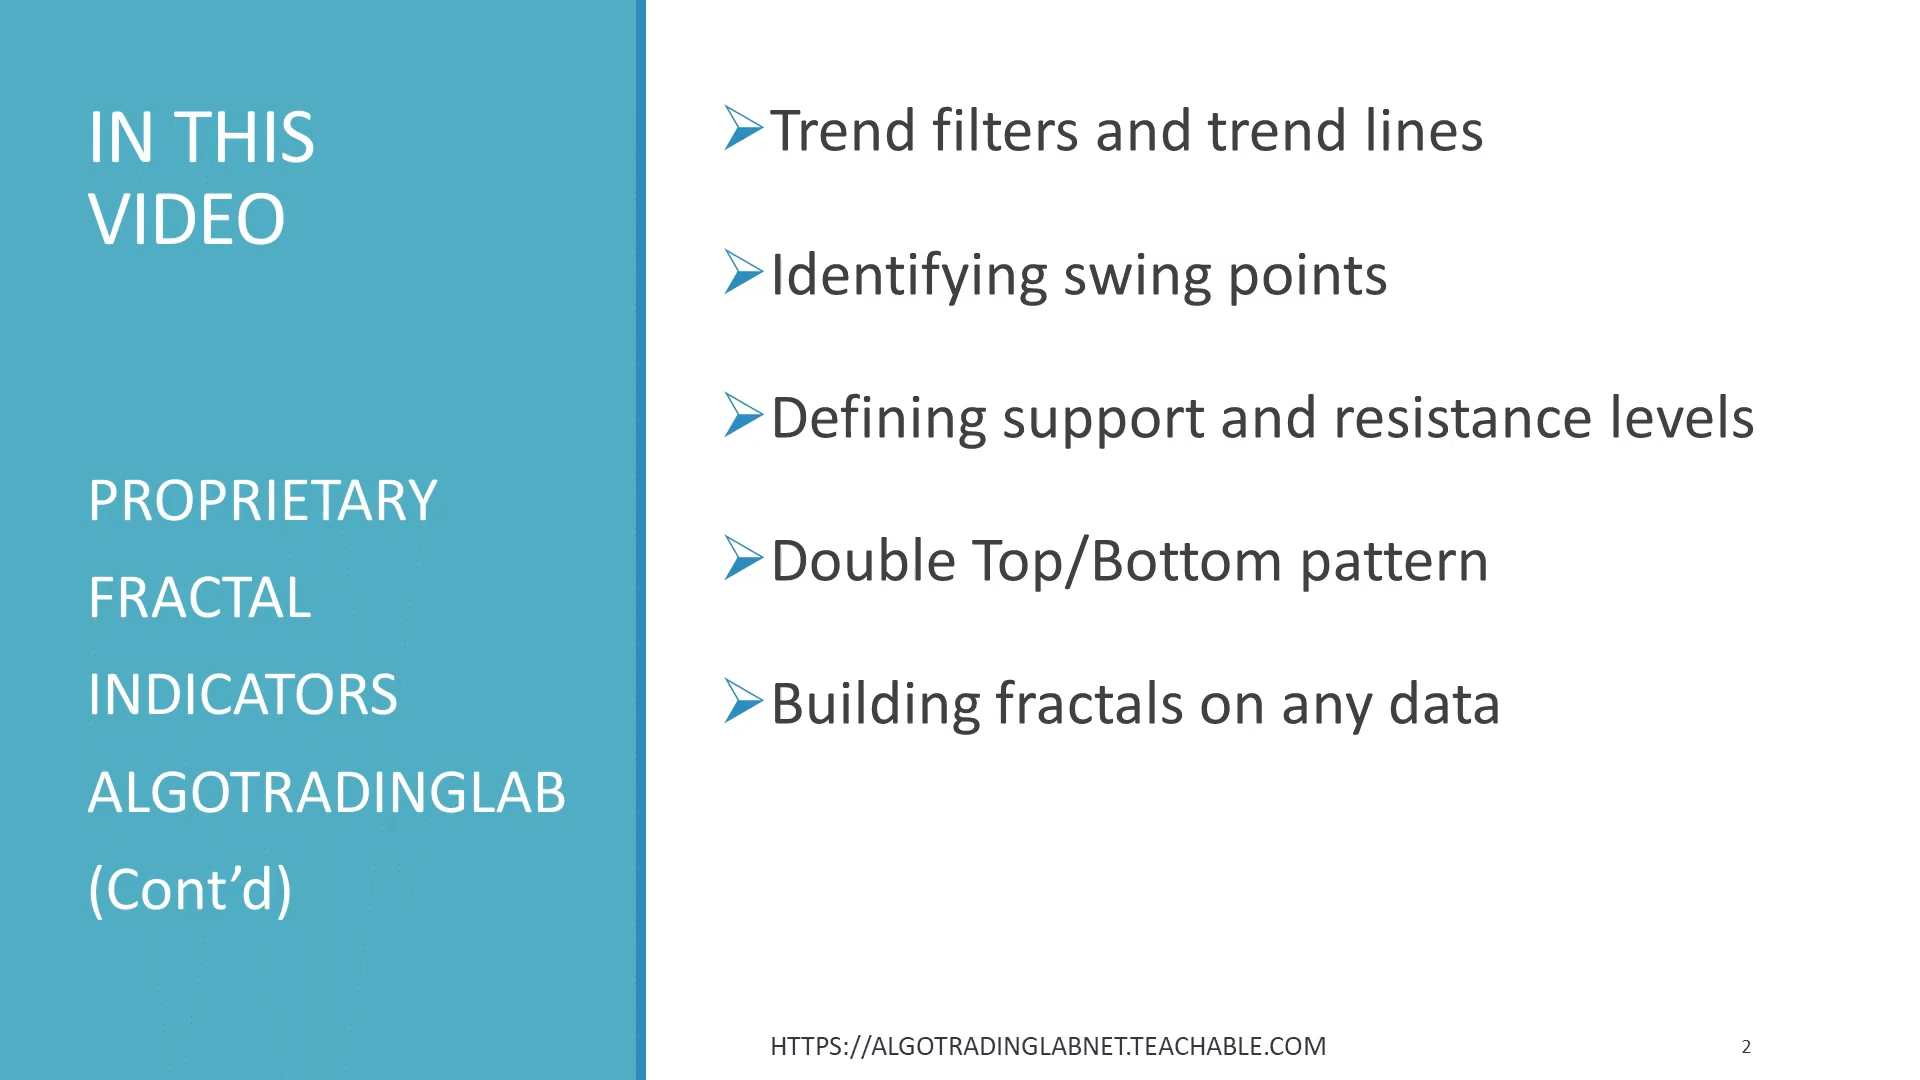 IN THIS
VIDEO
PROPRIETARY
FRACTAL
INDICATORS
ALGOTRADINGLAB
(Cont’d)
Trend filters and trend lines
Identifying swing points
Defining support and resistance levels
Double Top/Bottom pattern
Building fractals on any data
HTTPS://ALGOTRADINGLABNET.TEACHABLE.COM
2